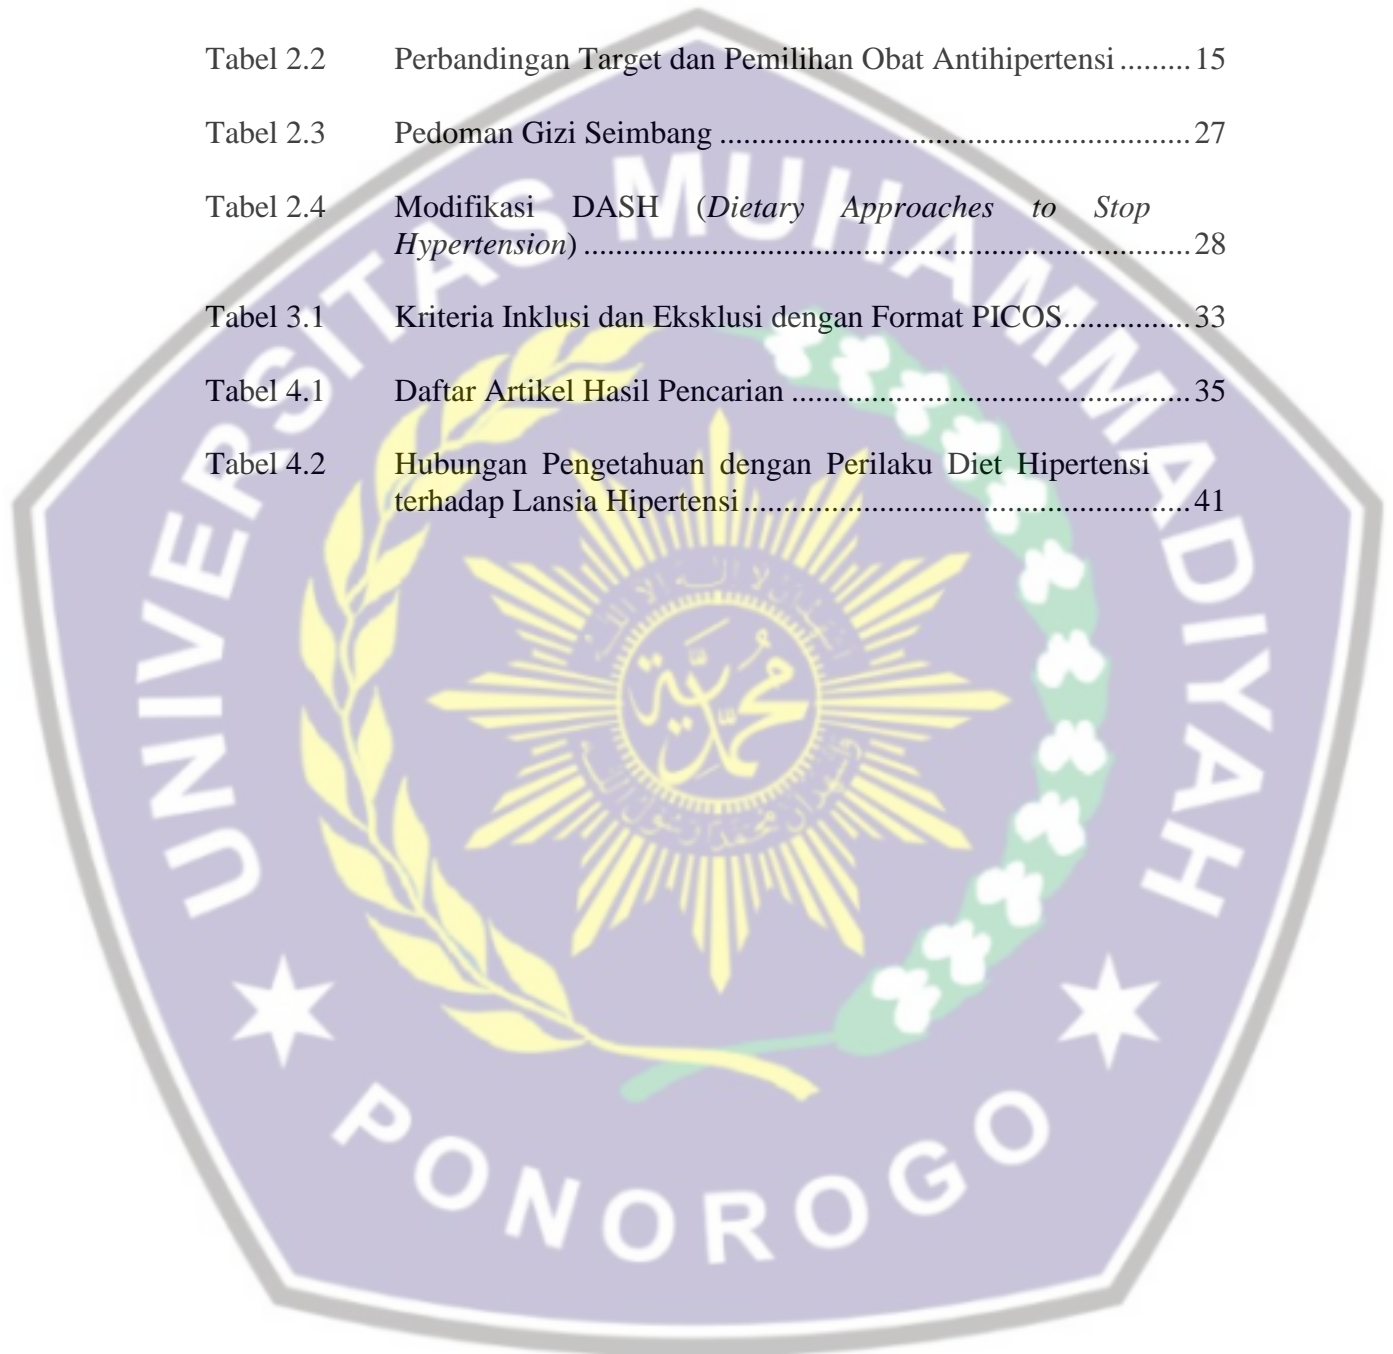 Tabel 2.2 Perbandingan Target dan Pemilihan Obat Antihipertensi ......... 15
Tabel 2.3 Pedoman Gizi Seimbang ........................................................... 27
Tabel 2.4 Modifikasi DASH (Dietary Approaches to Stop
Hypertension) ............................................................................ 28
Tabel 3.1 Kriteria Inklusi dan Eksklusi dengan Format PICOS................ 33
Tabel 4.1 Daftar Artikel Hasil Pencarian .................................................. 35
Tabel 4.2 Hubungan Pengetahuan dengan Perilaku Diet Hipertensi
terhadap Lansia Hipertensi ........................................................ 41
UNIVERSITAS MUHAMMADIYAH
محمدية
PONOROGO